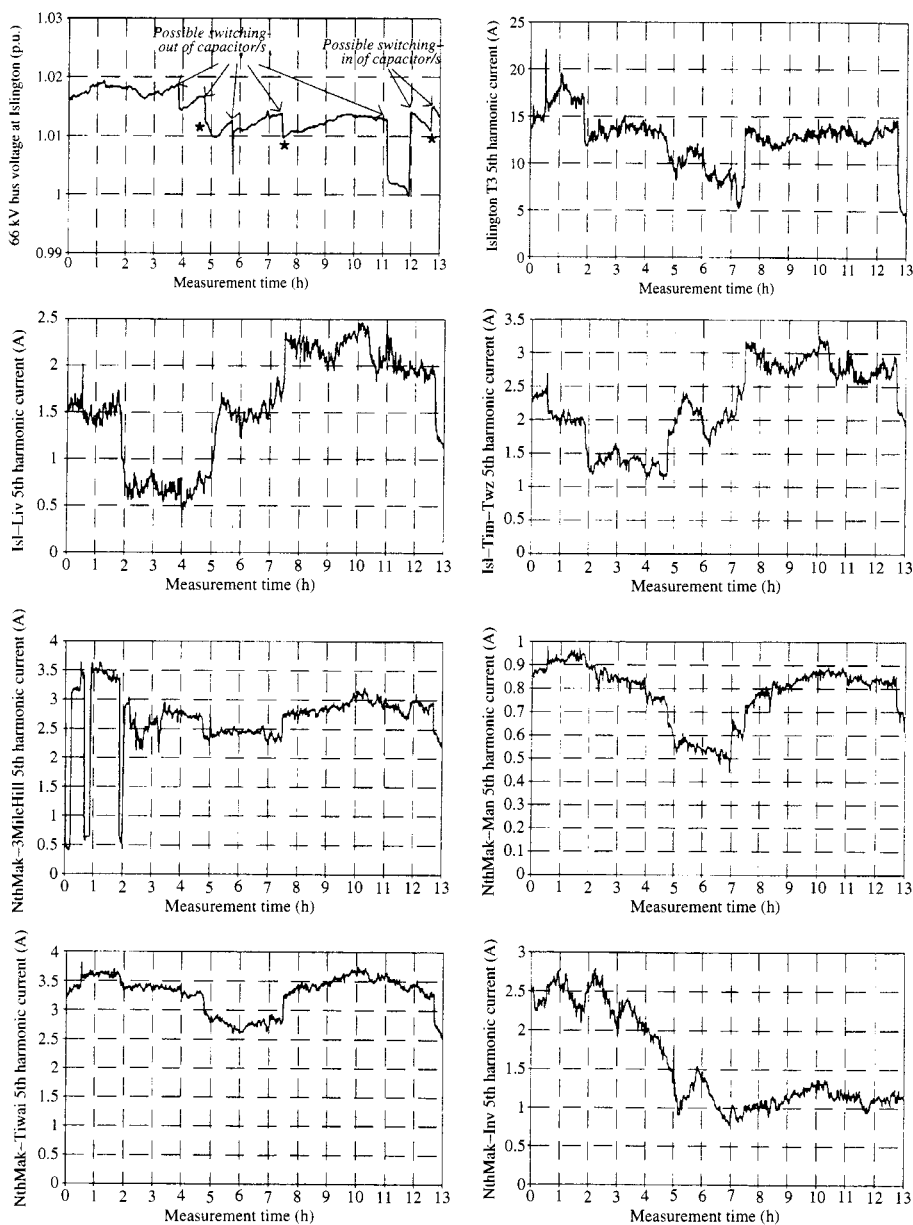 66 kV bus voltage at Islington (p.u.)
1.03
1.02
1.01
1
0.99
Possible switching-
out of capacitor/s
Possible switching-
in of capacitor/s
★
★
★
0 1 2 3 4 5 6 7 8 9 10 11 12 13
Measurement time (h)
Islington T3 5th harmonic current (A)
25
20
15
10
5
0
0 1 2 3 4 5 6 7 8 9 10 11 12 13
Measurement time (h)
Isl–Liv 5th harmonic current (A)
2.5
2
1.5
1
0.5
0
0 1 2 3 4 5 6 7 8 9 10 11 12 13
Measurement time (h)
Isl–Tim–Twz 5th harmonic current (A)
3.5
3
2.5
2
1.5
1
0.5
0
0 1 2 3 4 5 6 7 8 9 10 11 12 13
Measurement time (h)
NthMak–3MileHill 5th harmonic current (A)
4
3.5
3
2.5
2
1.5
1
0.5
0
0 1 2 3 4 5 6 7 8 9 10 11 12 13
Measurement time (h)
NthMak–Man 5th harmonic current (A)
1
0.9
0.8
0.7
0.6
0.5
0.4
0.3
0.2
0.1
0
0 1 2 3 4 5 6 7 8 9 10 11 12 13
Measurement time (h)
NthMak–Tiwai 5th harmonic current (A)
4
3.5
3
2.5
2
1.5
1
0.5
0
0 1 2 3 4 5 6 7 8 9 10 11 12 13
Measurement time (h)
NthMak–Inv 5th harmonic current (A)
3
2.5
2
1.5
1
0.5
0
0 1 2 3 4 5 6 7 8 9 10 11 12 13
Measurement time (h)